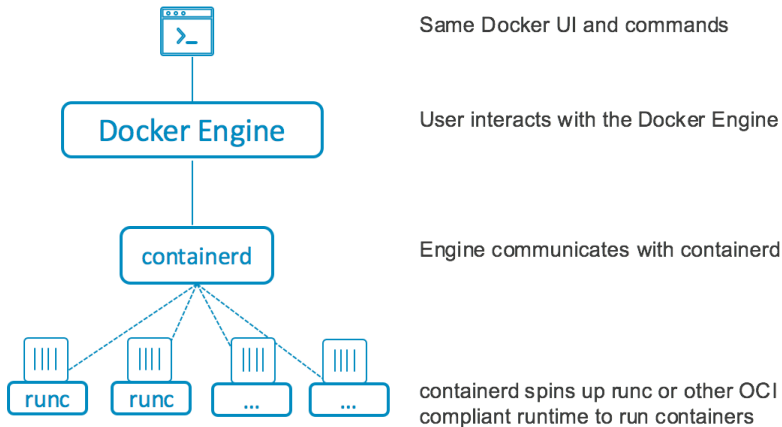 Same Docker UI and commands
Docker Engine
User interacts with the Docker Engine
containerd
Engine communicates with containerd
runc
runc
...
...
containerd spins up runc or other OCI
compliant runtime to run containers